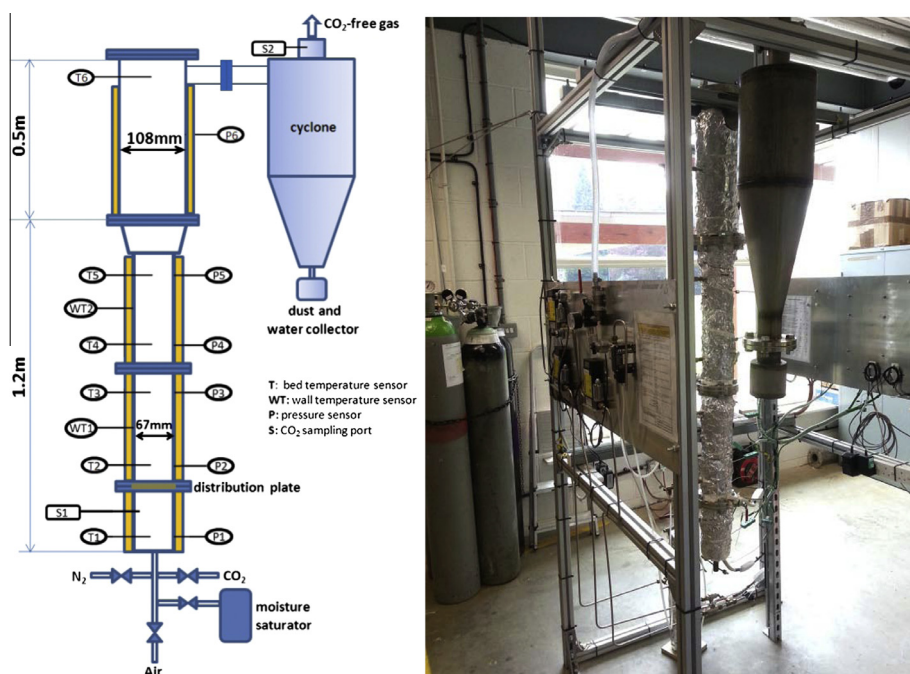 CO₂-free gas
S2
T6
cyclone
0.5m
108mm
P6
T5
P5
WT2
dust and
water collector
T4
P4
1.2m
T3
P3
T: bed temperature sensor
WT: wall temperature sensor
P: pressure sensor
S: CO₂ sampling port
WT1
67mm
T2
P2
distribution plate
S1
T1
P1
N₂
CO₂
moisture
saturator
Air